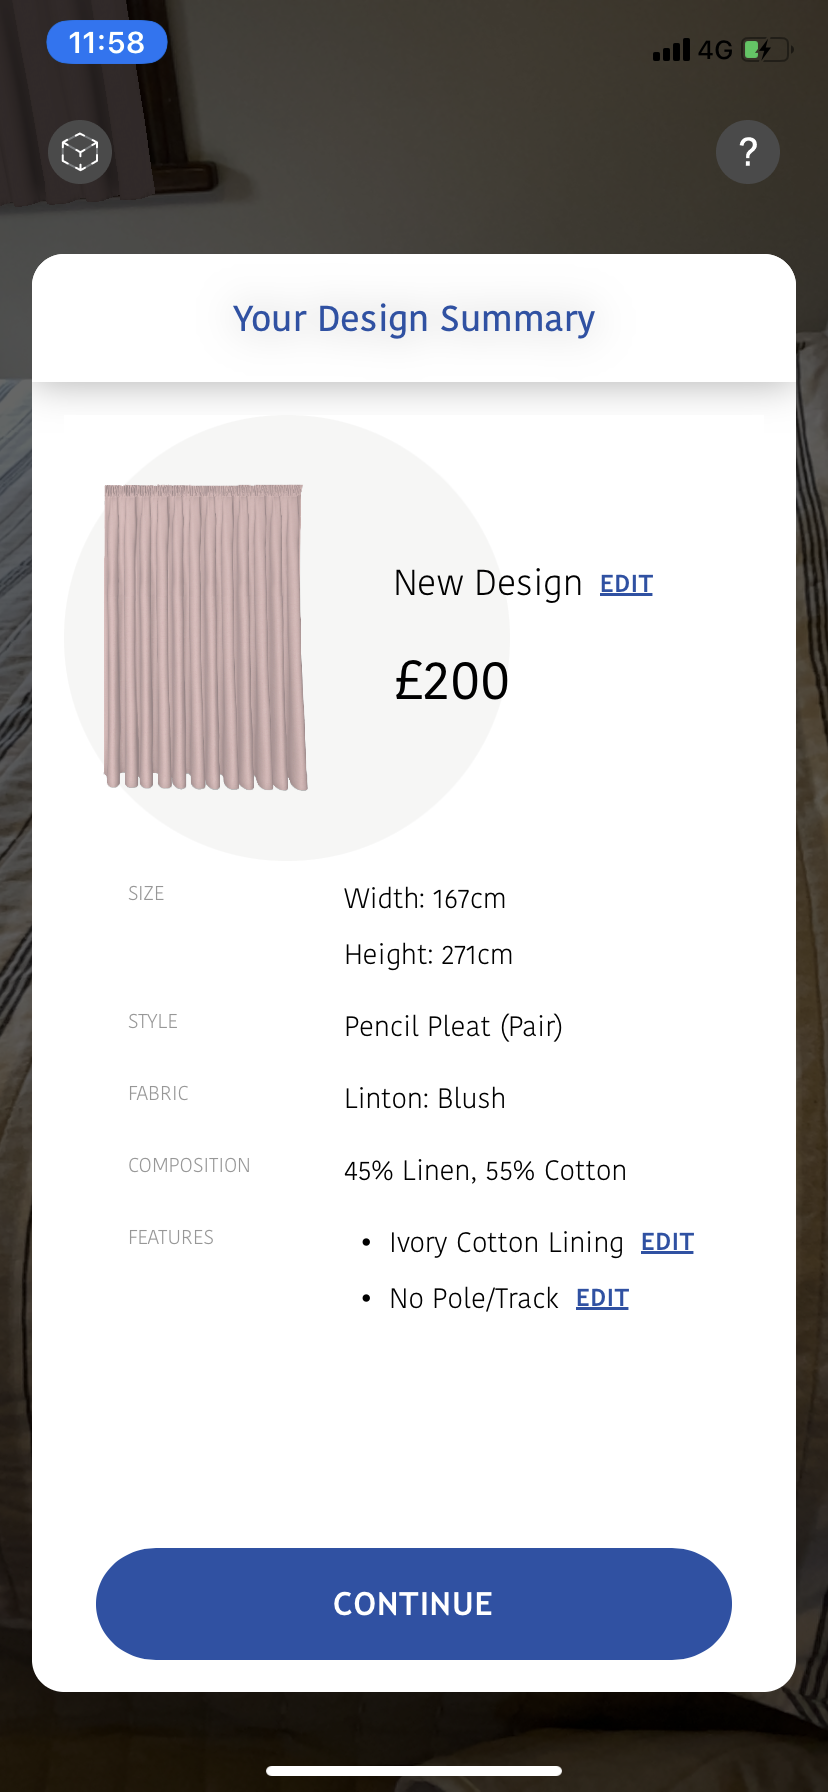 11:58
4G
?
Your Design Summary
New Design EDIT
£200
SIZE
Width: 167cm
Height: 271cm
STYLE
Pencil Pleat (Pair)
FABRIC
Linton: Blush
COMPOSITION
45% Linen, 55% Cotton
FEATURES
• Ivory Cotton Lining EDIT
• No Pole/Track EDIT
CONTINUE